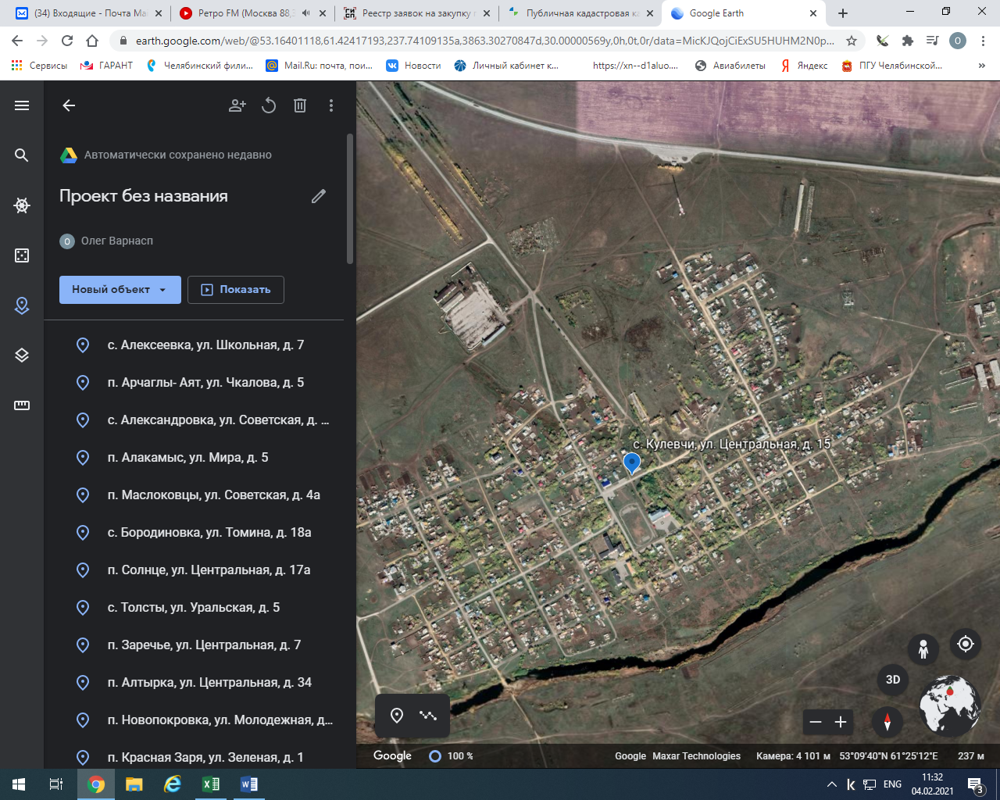 (34) Входящие - Почта Ma
Ретро FM (Москва 88,3
Реестр заявок на закупку г
Публичная кадастровая ка
Google Earth
earth.google.com/web/@53.16401118,61.42417193,237.74109135a,3863.30270847d,30.00000569y,0h,0t,0r/data=MicKJQojCiExSU5HUHM2N0p...
О
Сервисы
ГАРАНТ
Челябинский фили...
Mail.Ru: почта, пои...
Новости
Личный кабинет к...
https://xn--d1aluo....
Авиабилеты
Яндекс
ПГУ Челябинской...
»
Автоматически сохранено недавно
Проект без названия
О Олег Варнасп
Новый объект
Показать
с. Алексеевка, ул. Школьная, д. 7
п. Арчаглы- Аят, ул. Чкалова, д. 5
с. Александровка, ул. Советская, д. ...
п. Алакамыс, ул. Мира, д. 5
п. Маслоковцы, ул. Советская, д. 4а
с. Бородиновка, ул. Томина, д. 18а
п. Солнце, ул. Центральная, д. 17а
с. Толсты, ул. Уральская, д. 5
п. Заречье, ул. Центральная, д. 7
п. Алтырка, ул. Центральная, д. 34
п. Новопокровка, ул. Молодежная, д...
п. Красная Заря, ул. Зеленая, д. 1
с. Кулевчи, ул. Центральная, д. 15
3D
Google
100 %
Google Maxar Technologies
Камера: 4 101 м 53°09'40"N 61°25'12"E
237 м
ENG
11:32
04.02.2021
3